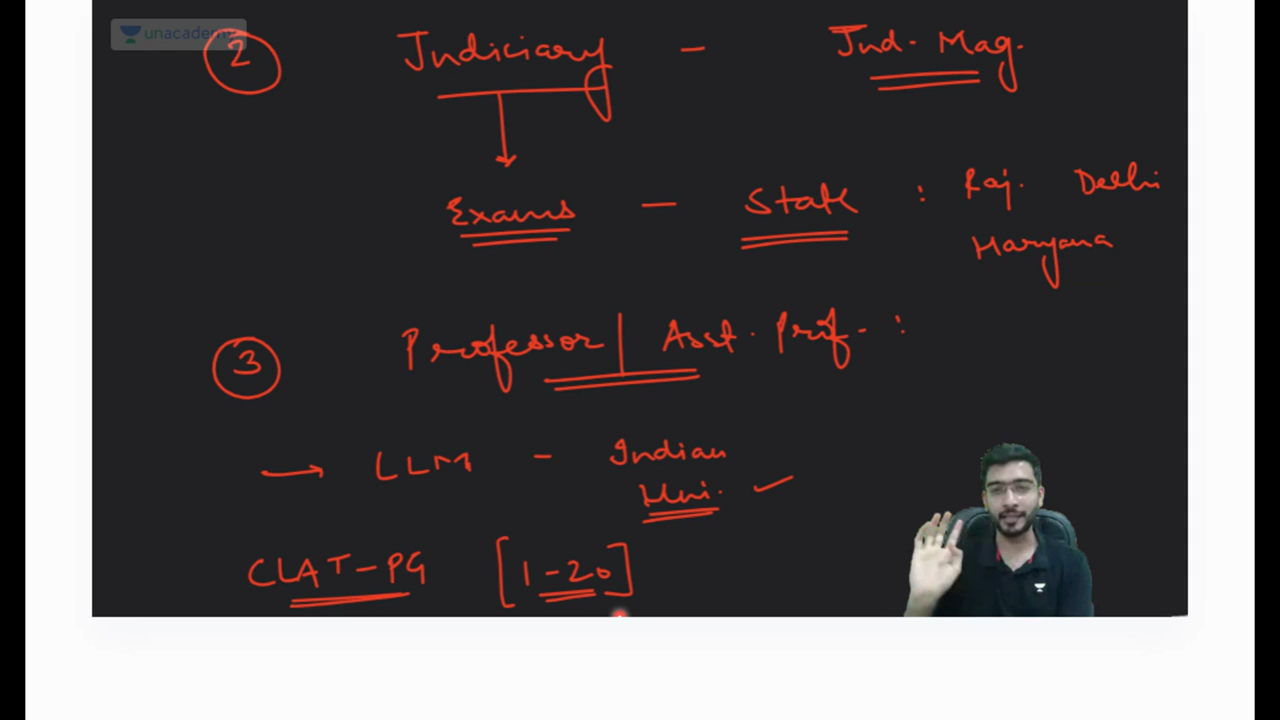 unacademy
2 Judiciary - Jud. Mag.
Exams - State : Raj. Delhi
Haryana
3 Professor | Asst. Prof. :
→ LLM - Indian
Uni. ✓
CLAT-PG [1-20]